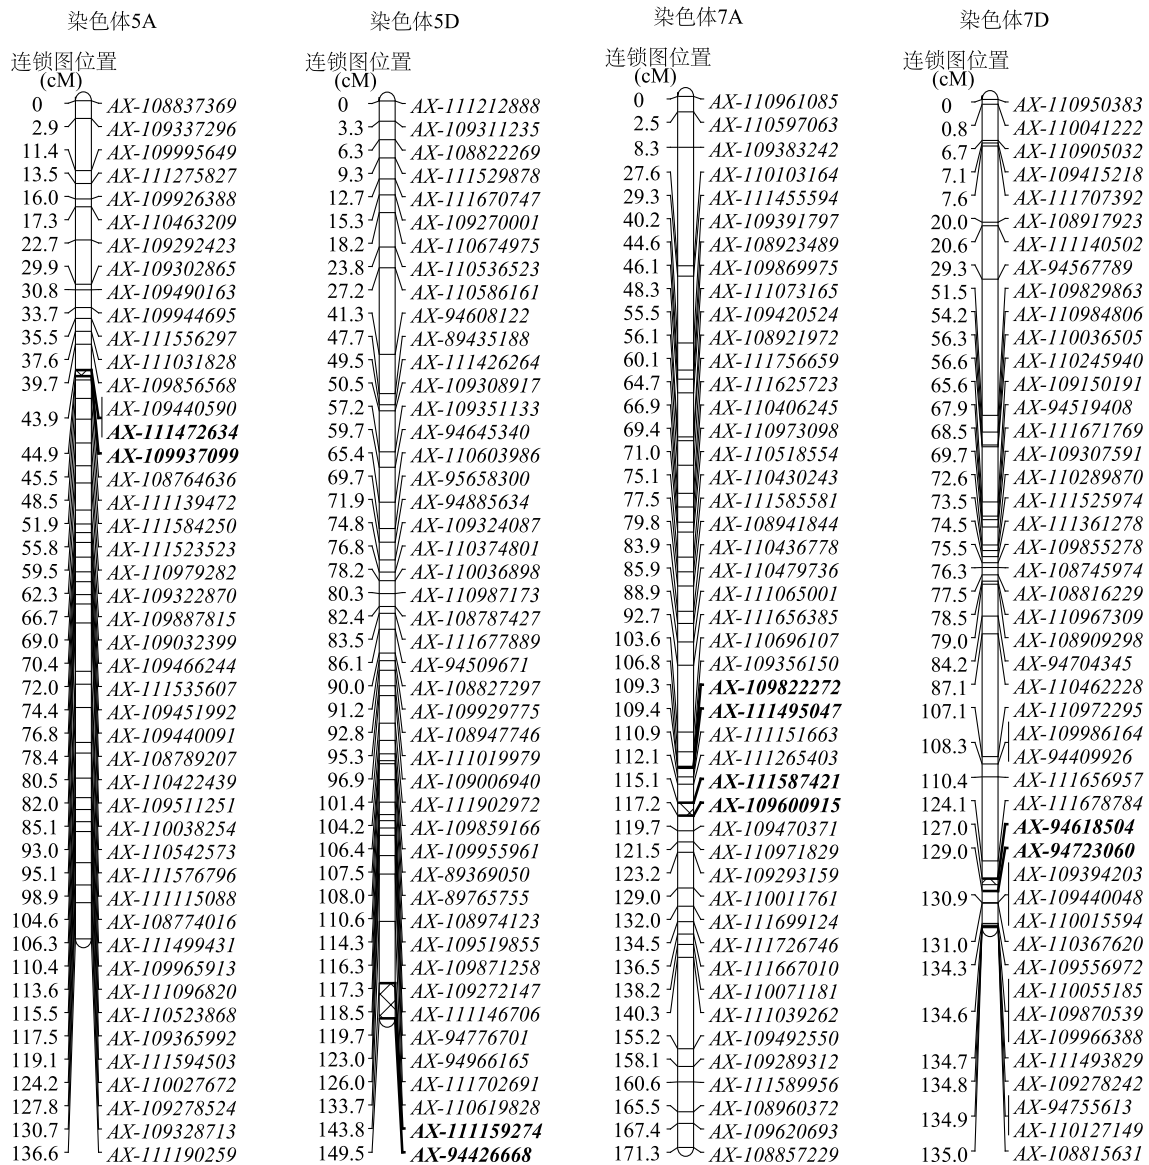 染色体5A
连锁图位置
(cM)
0 AX-108837369
2.9 AX-109337296
11.4 AX-109995649
13.5 AX-111275827
16.0 AX-109926388
17.3 AX-110463209
22.7 AX-109292423
29.9 AX-109302865
30.8 AX-109490163
33.7 AX-109944695
35.5 AX-111556297
37.6 AX-111031828
39.7 AX-109856568
43.9 AX-109440590
AX-111472634
44.9 AX-109937099
45.5 AX-108764636
48.5 AX-111139472
51.9 AX-111584250
55.8 AX-111523523
59.5 AX-110979282
62.3 AX-109322870
66.7 AX-109887815
69.0 AX-109032399
70.4 AX-109466244
72.0 AX-111535607
74.4 AX-109451992
76.8 AX-109440091
78.4 AX-108789207
80.5 AX-110422439
82.0 AX-109511251
85.1 AX-110038254
93.0 AX-110542573
95.1 AX-111576796
98.9 AX-111115088
104.6 AX-108774016
106.3 AX-111499431
110.4 AX-109965913
113.6 AX-111096820
115.5 AX-110523868
117.5 AX-109365992
119.1 AX-111594503
124.2 AX-110027672
127.8 AX-109278524
130.7 AX-109328713
136.6 AX-111190259
染色体5D
连锁图位置
(cM)
0 AX-111212888
3.3 AX-109311235
6.3 AX-108822269
9.3 AX-111529878
12.7 AX-111670747
15.3 AX-109270001
18.2 AX-110674975
23.8 AX-110536523
27.2 AX-110586161
41.3 AX-94608122
47.7 AX-89435188
49.5 AX-111426264
50.5 AX-109308917
57.2 AX-109351133
59.7 AX-94645340
65.4 AX-110603986
69.7 AX-95658300
71.9 AX-94885634
74.8 AX-109324087
76.8 AX-110374801
78.2 AX-110036898
80.3 AX-110987173
82.4 AX-108787427
83.5 AX-111677889
86.1 AX-94509671
90.0 AX-108827297
91.2 AX-109929775
92.8 AX-108947746
95.3 AX-111019979
96.9 AX-109006940
101.4 AX-111902972
104.2 AX-109859166
106.4 AX-109955961
107.5 AX-89369050
108.0 AX-89765755
110.6 AX-108974123
114.3 AX-109519855
116.3 AX-109871258
117.3 AX-109272147
118.5 AX-111146706
119.7 AX-94776701
123.0 AX-94966165
126.0 AX-111702691
133.7 AX-110619828
143.8 AX-111159274
149.5 AX-94426668
染色体7A
连锁图位置
(cM)
0 AX-110961085
2.5 AX-110597063
8.3 AX-109383242
27.6 AX-110103164
29.3 AX-111455594
40.2 AX-109391797
44.6 AX-108923489
46.1 AX-109869975
48.3 AX-111073165
55.5 AX-109420524
56.1 AX-108921972
60.1 AX-111756659
64.7 AX-111625723
66.9 AX-110406245
69.4 AX-110973098
71.0 AX-110518554
75.1 AX-110430243
77.5 AX-111585581
79.8 AX-108941844
83.9 AX-110436778
85.9 AX-110479736
88.9 AX-111065001
92.7 AX-111656385
103.6 AX-110696107
106.8 AX-109356150
109.3 AX-109822272
109.4 AX-111495047
110.9 AX-111151663
112.1 AX-111265403
115.1 AX-111587421
117.2 AX-109600915
119.7 AX-109470371
121.5 AX-110971829
123.2 AX-109293159
129.0 AX-110011761
132.0 AX-111699124
134.5 AX-111726746
136.5 AX-111667010
138.2 AX-110071181
140.3 AX-111039262
155.2 AX-109492550
158.1 AX-109289312
160.6 AX-111589956
165.5 AX-108960372
167.4 AX-109620693
171.3 AX-108857229
染色体7D
连锁图位置
(cM)
0 AX-110950383
0.8 AX-110041222
6.7 AX-110905032
7.1 AX-109415218
7.6 AX-111707392
20.0 AX-108917923
20.6 AX-111140502
29.3 AX-94567789
51.5 AX-109829863
54.2 AX-110984806
56.3 AX-110036505
56.6 AX-110245940
65.6 AX-109150191
67.9 AX-94519408
68.5 AX-111671769
69.7 AX-109307591
72.6 AX-110289870
73.5 AX-111525974
74.5 AX-111361278
75.5 AX-109855278
76.3 AX-108745974
77.5 AX-108816229
78.5 AX-110967309
79.0 AX-108909298
84.2 AX-94704345
87.1 AX-110462228
107.1 AX-110972295
108.3 AX-109986164
AX-94409926
110.4 AX-111656957
124.1 AX-111678784
127.0 AX-94618504
129.0 AX-94723060
AX-109394203
130.9 AX-109440048
AX-110015594
131.0 AX-110367620
134.3 AX-109556972
AX-110055185
134.6 AX-109870539
AX-109966388
134.7 AX-111493829
134.8 AX-109278242
134.9 AX-94755613
AX-110127149
135.0 AX-108815631